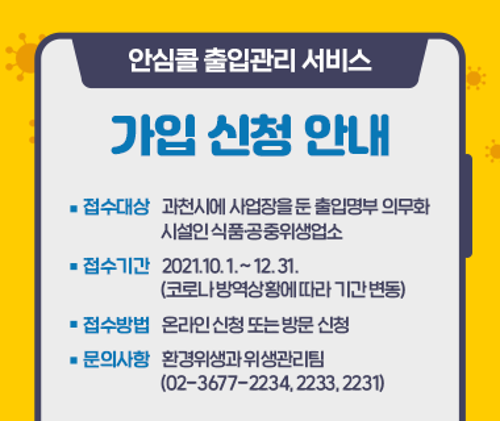 안심콜 출입관리 서비스
가입 신청 안내
▪ 접수대상 과천시에 사업장을 둔 출입명부 의무화
시설인 식품·공중위생업소
▪ 접수기간 2021.10. 1. ~ 12. 31.
(코로나 방역상황에 따라 기간 변동)
▪ 접수방법 온라인 신청 또는 방문 신청
▪ 문의사항 환경위생과 위생관리팀
(02-3677-2234, 2233, 2231)